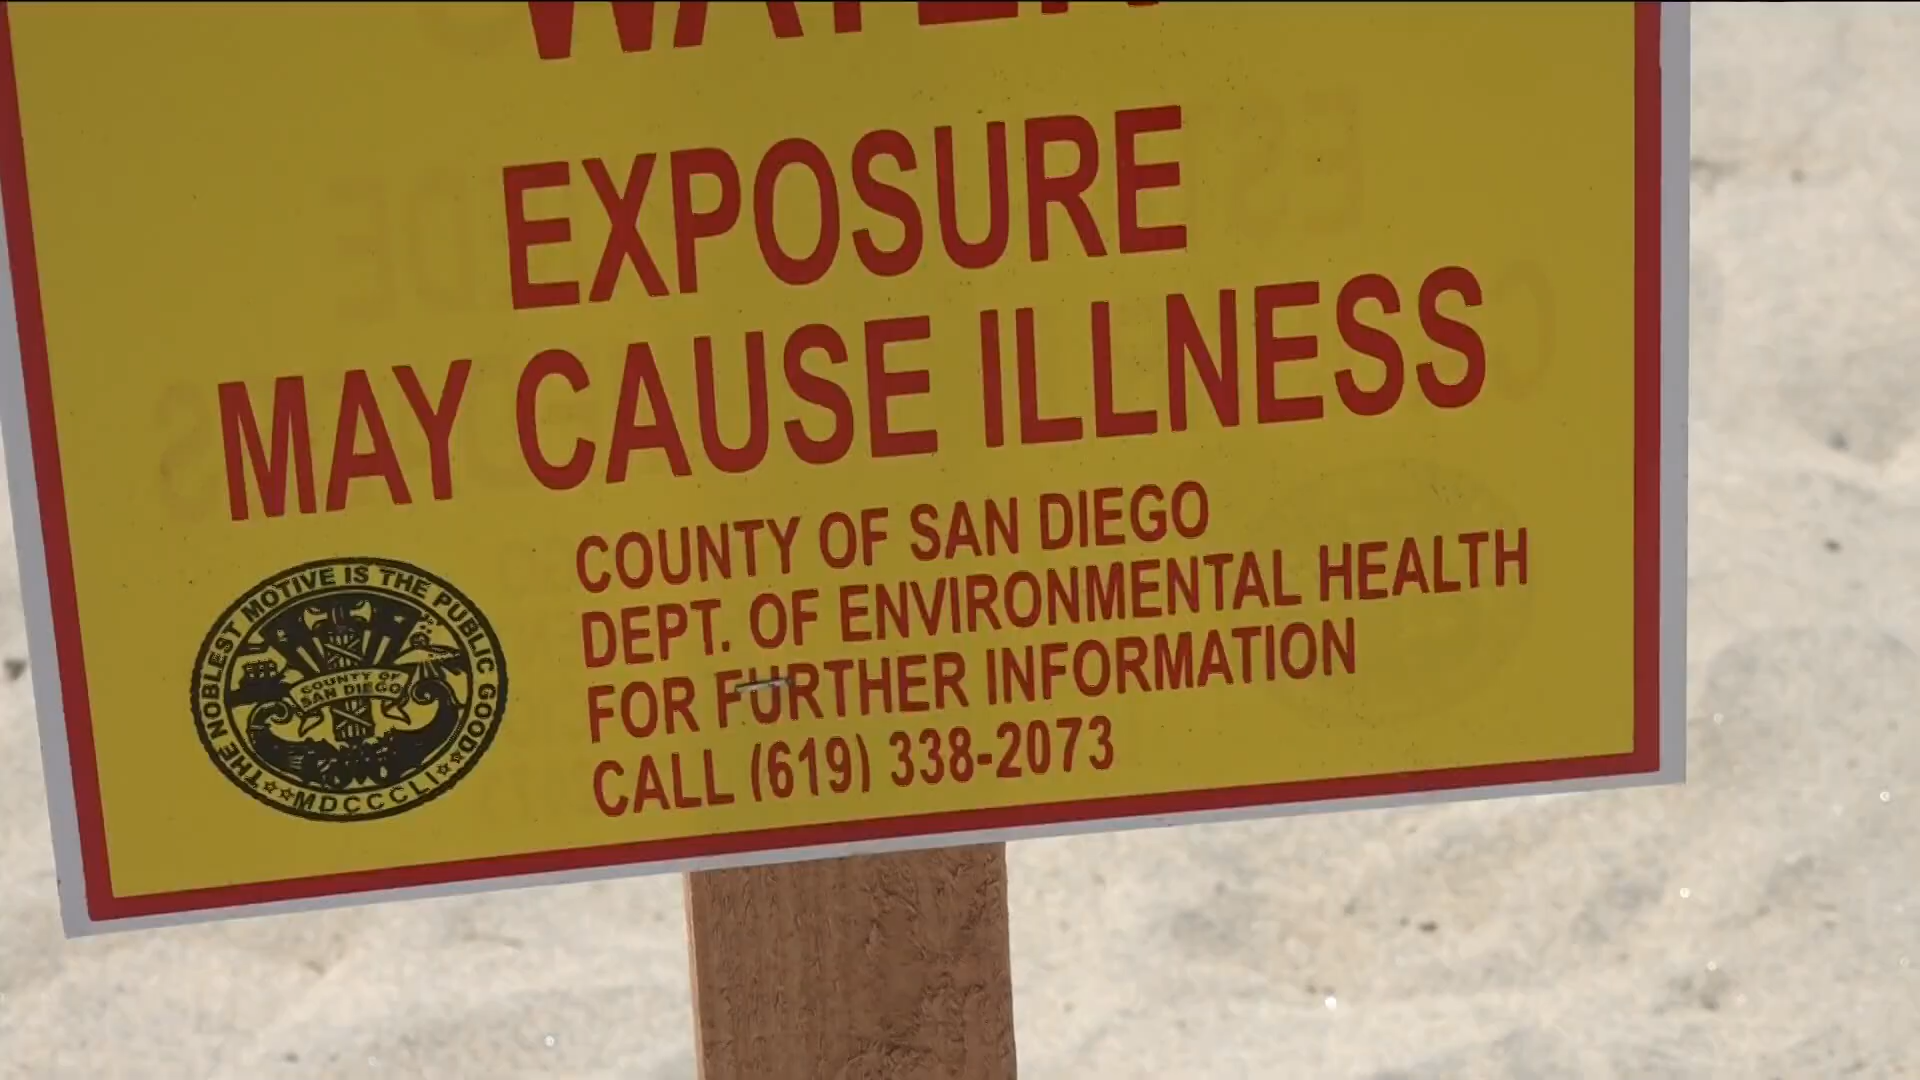 WATER
EXPOSURE
MAY CAUSE ILLNESS
COUNTY OF SAN DIEGO
DEPT. OF ENVIRONMENTAL HEALTH
FOR FURTHER INFORMATION
CALL (619) 338-2073
THE NOBLEST MOTIVE IS THE PUBLIC GOOD
COUNTY OF
SAN DIEGO
MDCCCLI